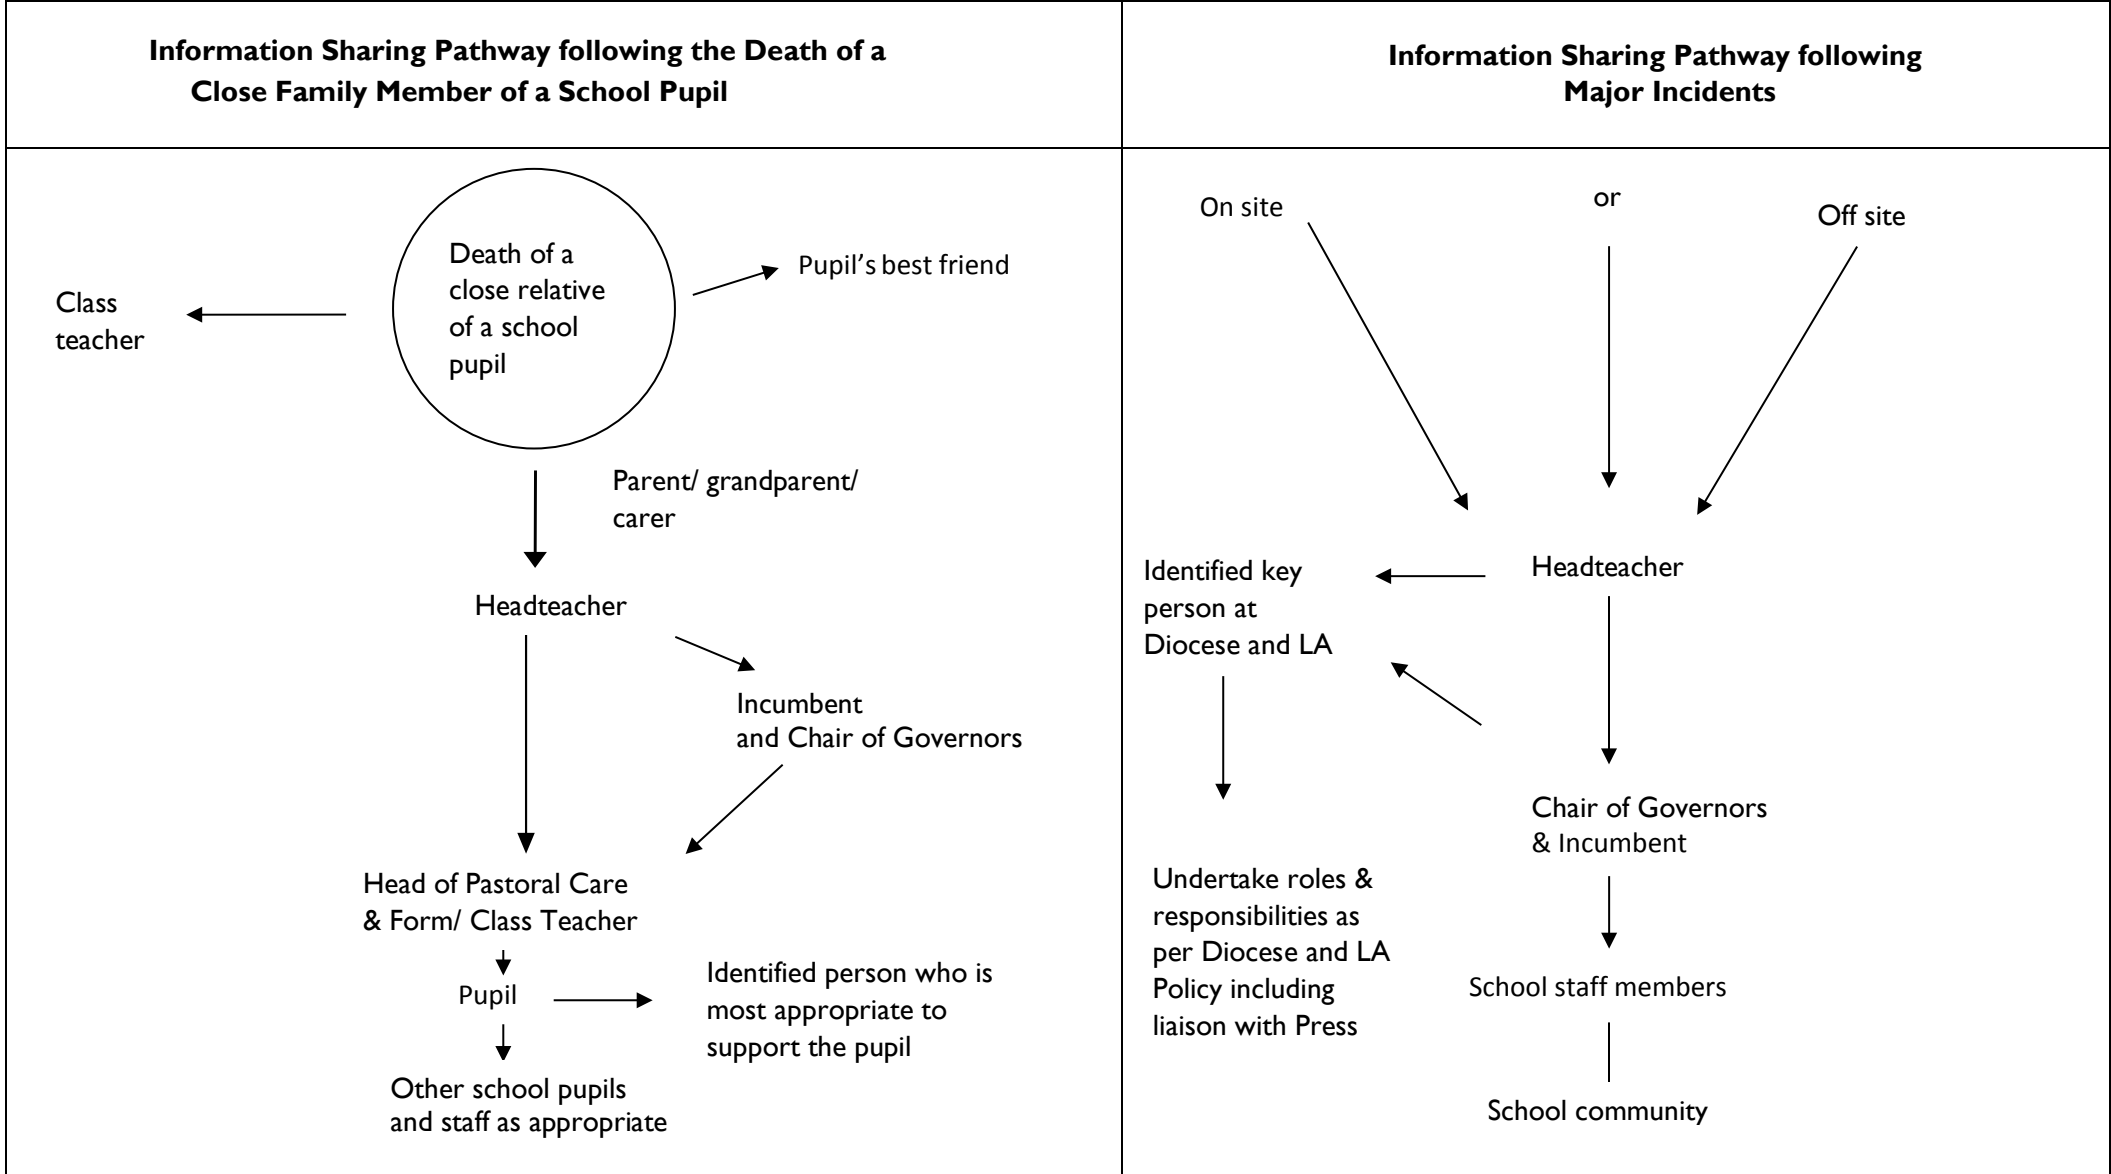 Information Sharing Pathway following the Death of a
Close Family Member of a School Pupil
Information Sharing Pathway following
Major Incidents
Death of a
close relative
of a school
pupil
Pupil's best friend
Class
teacher
Parent/ grandparent/
carer
Headteacher
Incumbent
and Chair of Governors
Head of Pastoral Care
& Form/ Class Teacher
Pupil
Identified person who is
most appropriate to
support the pupil
Other school pupils
and staff as appropriate
On site
or
Off site
Headteacher
Identified key
person at
Diocese and LA
Chair of Governors
& Incumbent
Undertake roles &
responsibilities as
per Diocese and LA
Policy including
liaison with Press
School staff members
School community